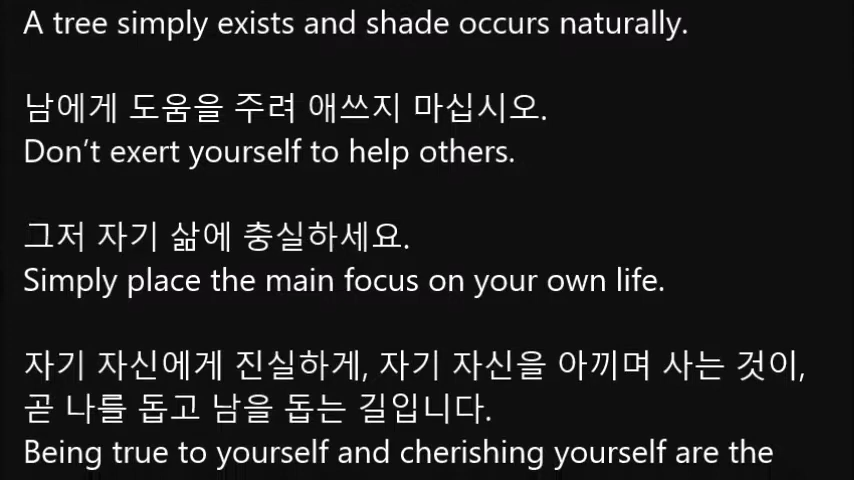 A tree simply exists and shade occurs naturally.
남에게 도움을 주려 애쓰지 마십시오.
Don’t exert yourself to help others.
그저 자기 삶에 충실하세요.
Simply place the main focus on your own life.
자기 자신에게 진실하게, 자기 자신을 아끼며 사는 것이,
곧 나를 돕고 남을 돕는 길입니다.
Being true to yourself and cherishing yourself are the